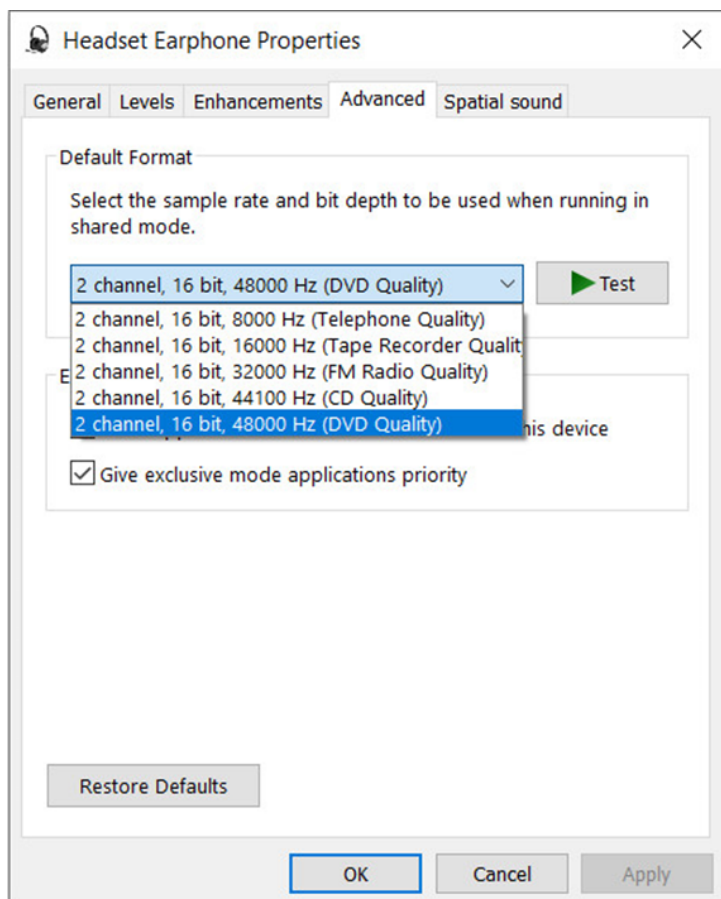 Headset Earphone Properties
General Levels Enhancements Advanced Spatial sound
Default Format
Select the sample rate and bit depth to be used when running in
shared mode.
2 channel, 16 bit, 48000 Hz (DVD Quality)
Test
2 channel, 16 bit, 8000 Hz (Telephone Quality)
2 channel, 16 bit, 16000 Hz (Tape Recorder Qualit
2 channel, 16 bit, 32000 Hz (FM Radio Quality)
2 channel, 16 bit, 44100 Hz (CD Quality)
2 channel, 16 bit, 48000 Hz (DVD Quality)
his device
Give exclusive mode applications priority
Restore Defaults
OK Cancel Apply